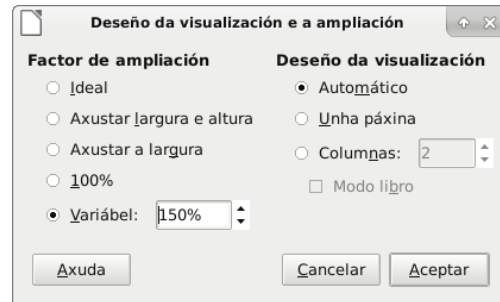 Deseño da visualización e a ampliación
Factor de ampliación
Ideal
Axustar largura e altura
Axustar a largura
100%
Variábel: 150%
Deseño da visualización
Automático
Unha páxina
Columnas: 2
Modo libro
Axuda
Cancelar
Aceptar